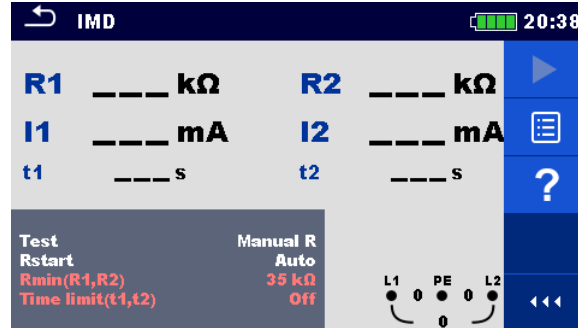 IMD 20:38
R1 ___ kΩ R2 ___ kΩ
I1 ___ mA I2 ___ mA
t1 ___ s t2 ___ s
?
Test Manual R
Rstart Auto
Rmin(R1,R2) 35 kΩ
Time limit(t1,t2) Off
L1 PE L2
0 0
0